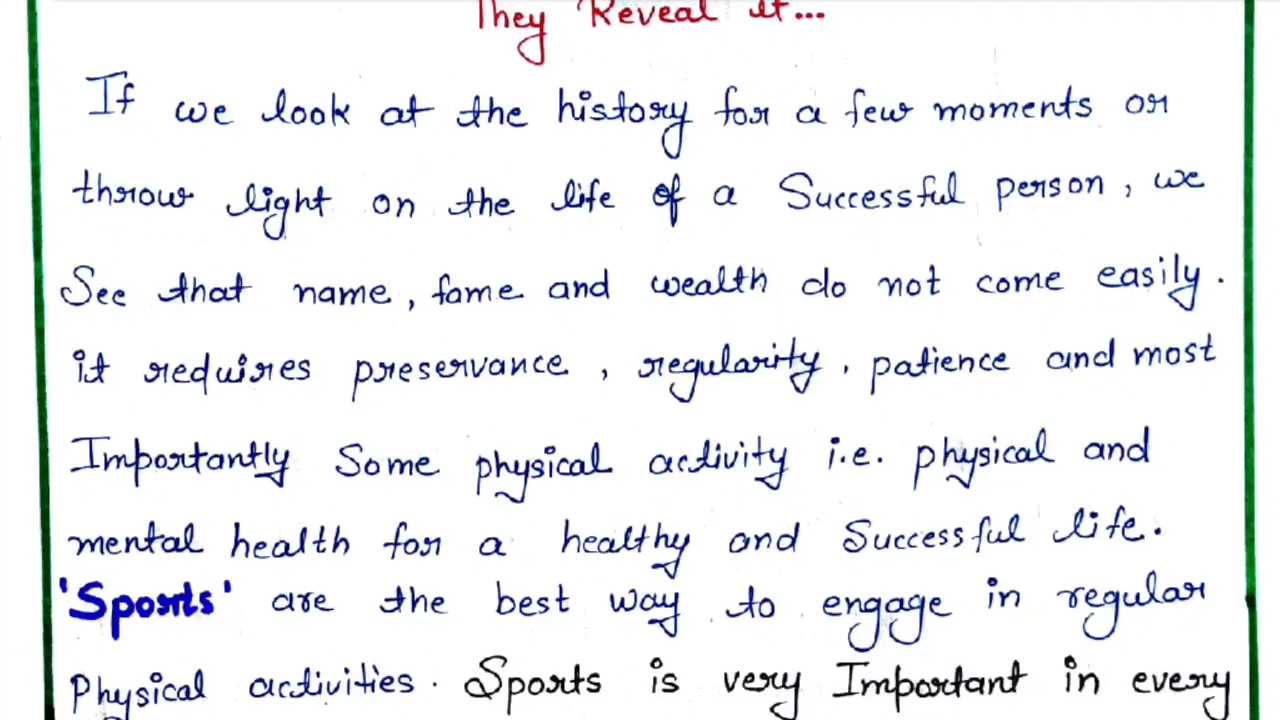 They Reveal it...
If we look at the history for a few moments or
throw light on the life of a Successful person, we
See that name, fame and wealth do not come easily.
it requires preservance, regularity, patience and most
Importantly Some physical activity i.e. physical and
mental health for a healthy and Successful life.
'Sports' are the best way to engage in regular
Physical activities. Sports is very Important in every